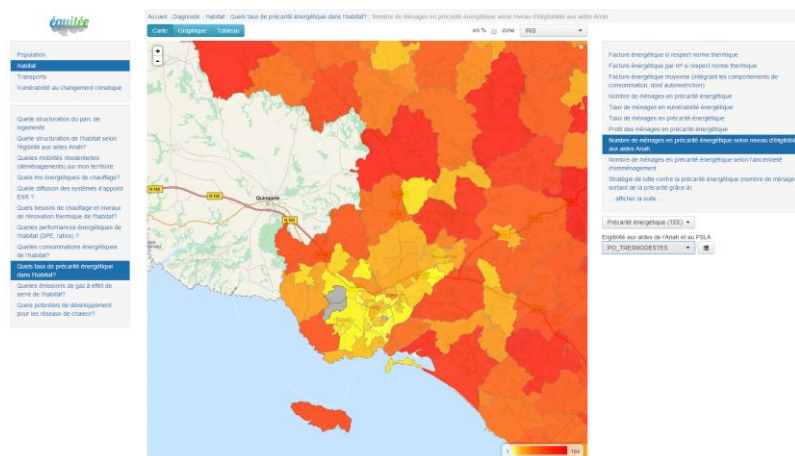 équitée
Accueil Diagnostic Habitat Quels taux de précarité énergétique dans l'habitat? Nombre de ménages en précarité énergétique selon niveau d'éligibilité aux aides Anah
Carte Graphique Tableau
en % zone IRIS
Population
Habitat
Transports
Vulnérabilité au changement climatique
Quelle structuration du parc de
logements
Quelle structuration de l'habitat selon
l'égibilité aux aides Anah?
Quelles mobilités résidentielles
(déménagements) sur mon territoire
Quels mix énergétiques de chauffage?
Quelle diffusion des systèmes d'appoint
ENR ?
Quels besoins de chauffage et niveaux
de rénovation thermique de l'habitat?
Quelles performances énergétiques de
l'habitat (DPE, ratios) ?
Quelles consommations énergétiques
de l'habitat?
Quels taux de précarité énergétique
dans l'habitat?
Quelles émissions de gaz à effet de
serre de l'habitat?
Quels potentiels de développement
pour les réseaux de chaleur?
+
-
N 165
Quimperlé
N 165
1 184
Facture énergétique si respect norme thermique
Facture énergétique par m² si respect norme thermique
Facture énergétique moyenne (intégrant les comportements de
consommation, dont autorestriction)
Nombre de ménages en précarité énergétique
Taux de ménages en vulnérabilité énergétique
Taux de ménages en précarité énergétique
Profil des ménages en précarité énergétique
Nombre de ménages en précarité énergétique selon niveau d'éligibilité
aux aides Anah
Nombre de ménages en précarité énergétique selon l'ancienneté
d'emménagement
Stratégie de lutte contre la précarité énergétique (nombre de ménages
sortant de la précarité grâce à)
... afficher la suite ...
Précarité énergétique (TEE)
Eligibilité aux aides de l'Anah et au PSLA
PO_TRESMODESTES